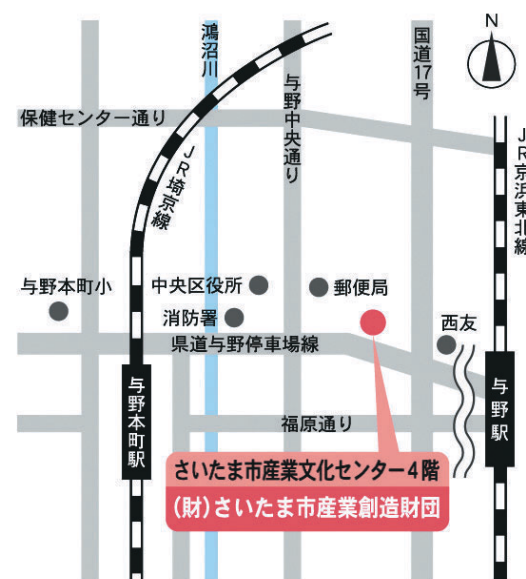 N
鴻沼川
与野中央通り
国道17号
保健センター通り
JR埼京線
JR京浜東北線
与野本町小
中央区役所
郵便局
消防署
西友
県道与野停車場線
与野本町駅
与野駅
福原通り
さいたま市産業文化センター4階
(財)さいたま市産業創造財団